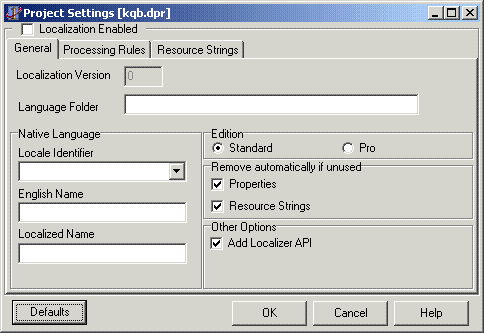 Project Settings [kqb.dpr]
Localization Enabled
General Processing Rules Resource Strings
Localization Version 0
Language Folder
Native Language
Locale Identifier
English Name
Localized Name
Edition
Standard Pro
Remove automatically if unused
Properties
Resource Strings
Other Options
Add Localizer API
Defaults OK Cancel Help